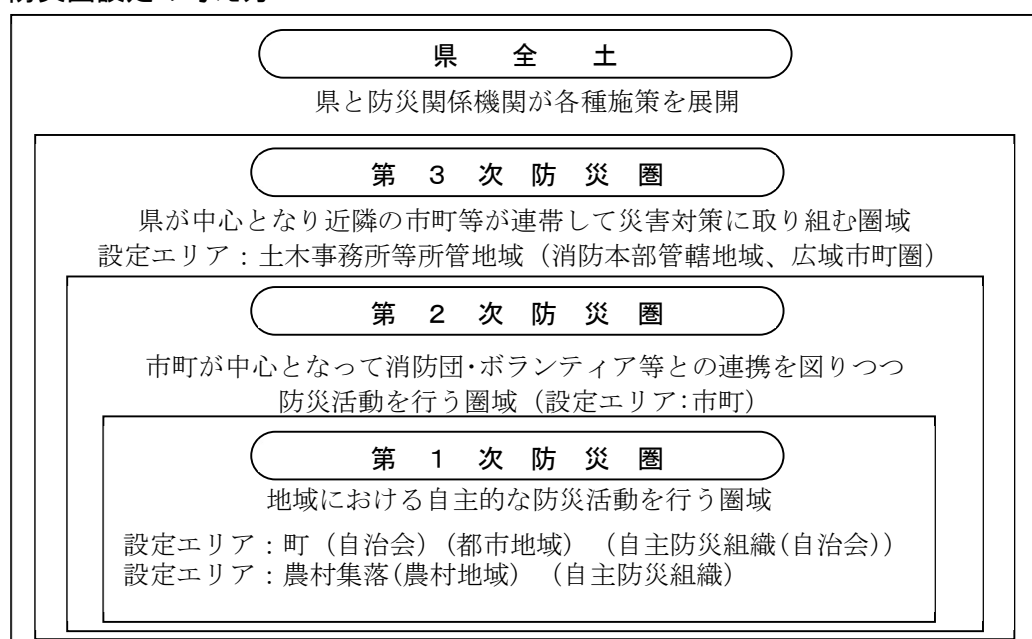 県 全 土
県と防災関係機関が各種施策を展開
第 3 次 防 災 圏
県が中心となり近隣の市町等が連帯して災害対策に取り組む圏域
設定エリア：土木事務所等所管地域（消防本部管轄地域、広域市町圏）
第 2 次 防 災 圏
市町が中心となって消防団・ボランティア等との連携を図りつつ
防災活動を行う圏域（設定エリア：市町）
第 1 次 防 災 圏
地域における自主的な防災活動を行う圏域
設定エリア：町（自治会）（都市地域）　（自主防災組織（自治会））
設定エリア：農村集落（農村地域）　（自主防災組織）